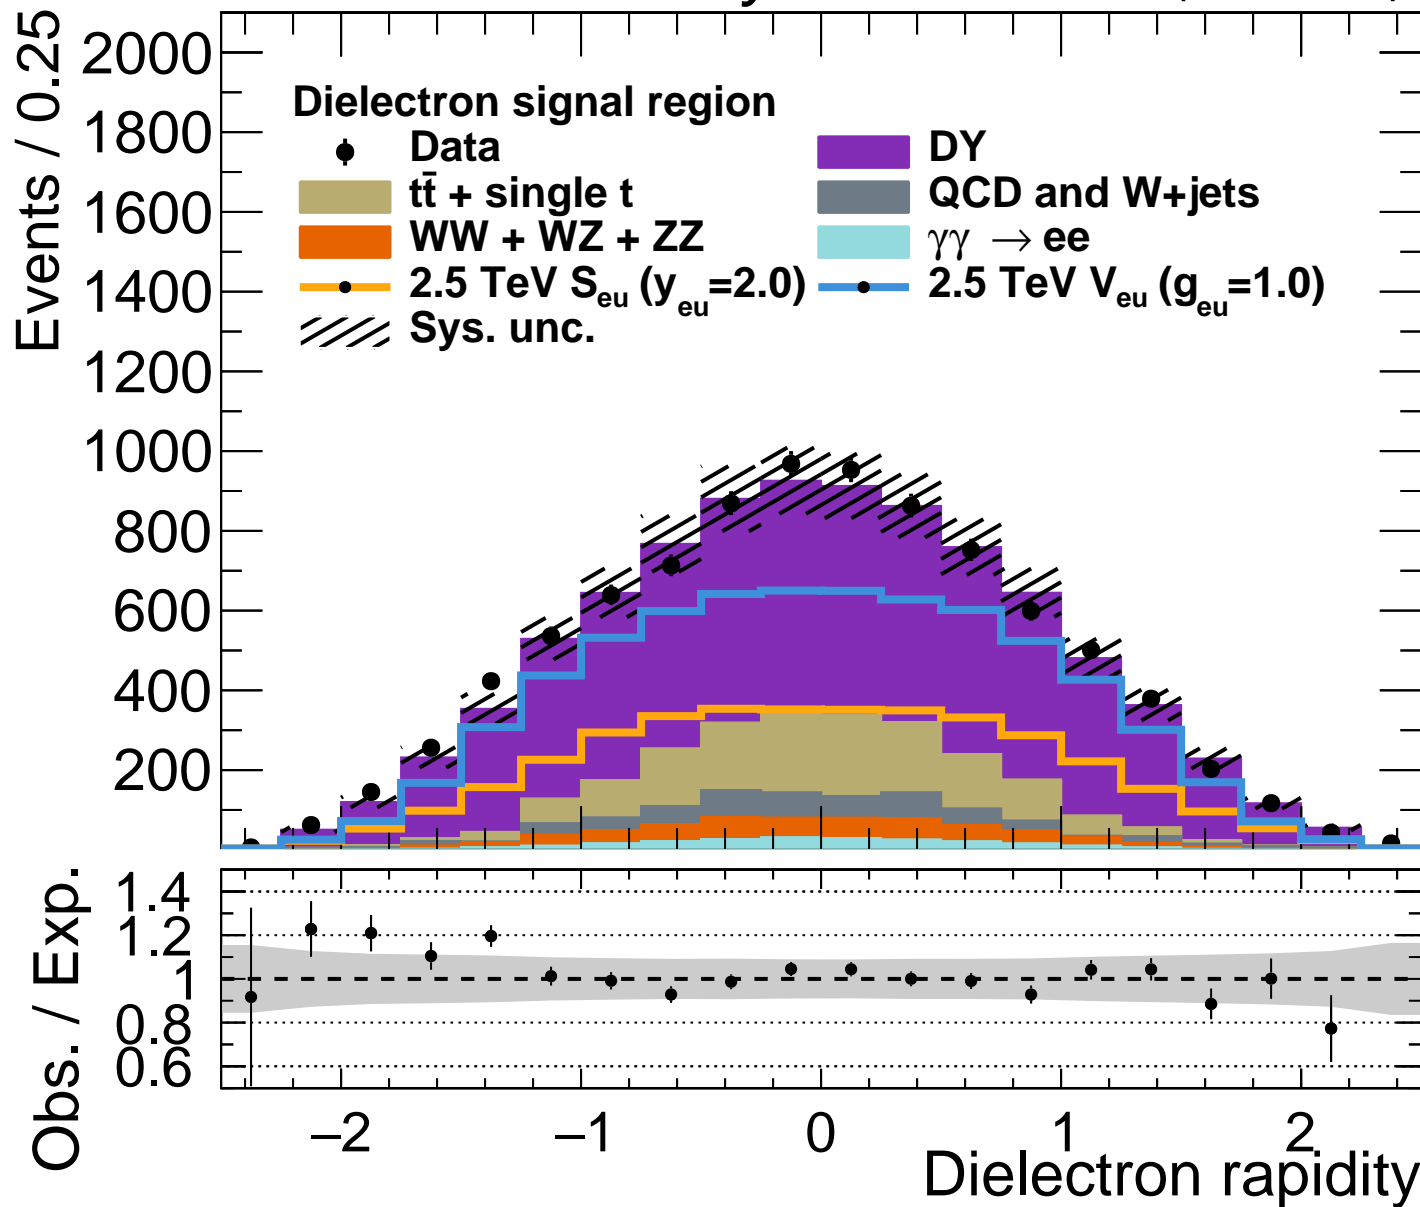 Events / 0.25
2000
1800
1600
1400
1200
1000
800
600
400
200
Dielectron signal region
Data
DY
tt̄ + single t
QCD and W+jets
WW + WZ + ZZ
γγ → ee
2.5 TeV S_eu (y_eu=2.0)
2.5 TeV V_eu (g_eu=1.0)
Sys. unc.
Obs. / Exp.
1.4
1.2
1
0.8
0.6
−2 −1 0 1 2
Dielectron rapidity